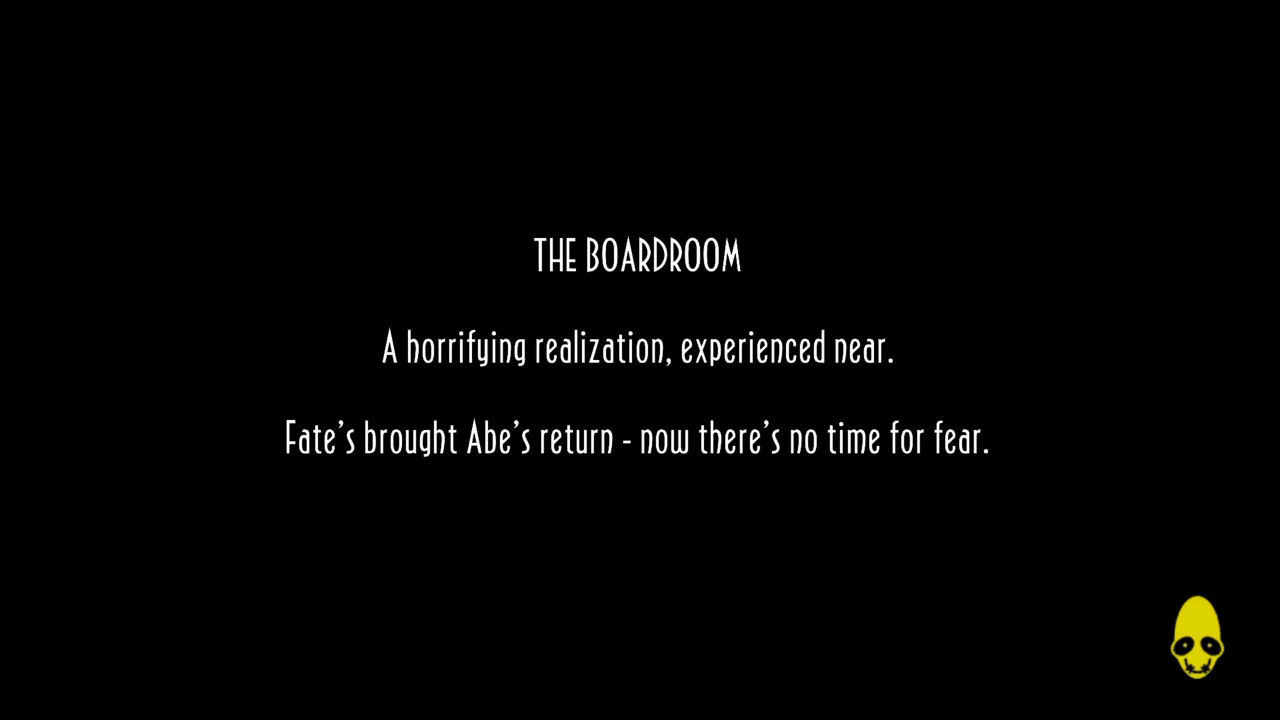 THE BOARDROOM
A horrifying realization, experienced near.
Fate's brought Abe's return - now there's no time for fear.